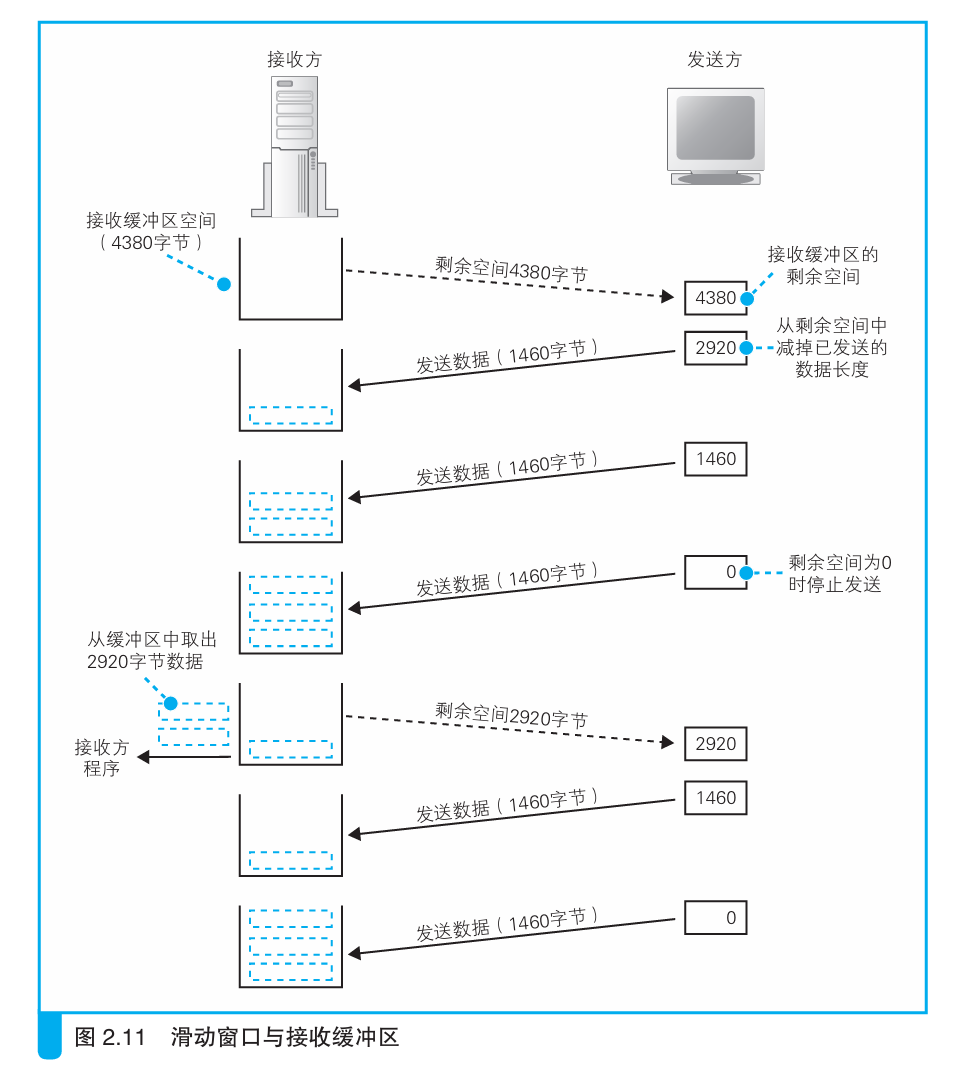 接收方
发送方
接收缓冲区空间
（4380字节）
剩余空间4380字节
接收缓冲区的
剩余空间
4380
从剩余空间中
减掉已发送的
数据长度
2920
发送数据（1460字节）
1460
发送数据（1460字节）
0
剩余空间为0
时停止发送
发送数据（1460字节）
从缓冲区中取出
2920字节数据
剩余空间2920字节
2920
接收方
程序
1460
发送数据（1460字节）
0
发送数据（1460字节）
图 2.11 滑动窗口与接收缓冲区